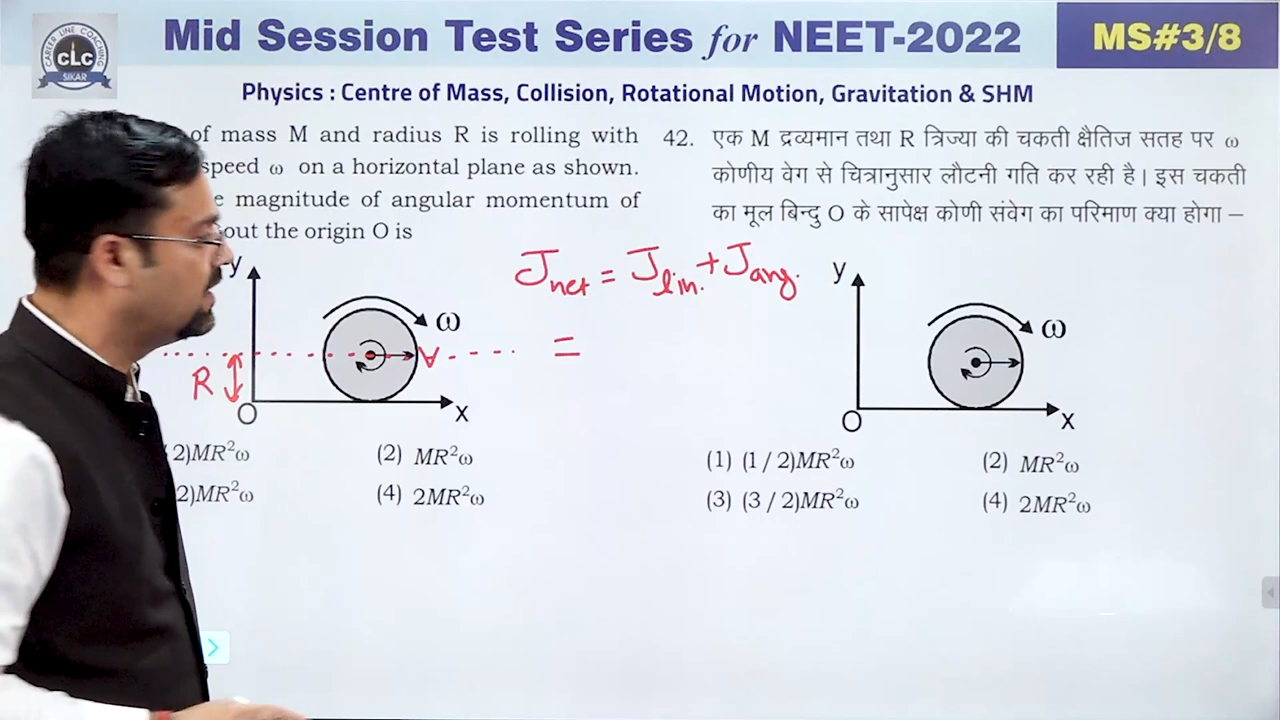 Mid Session Test Series for NEET-2022
MS#3/8
CAREER LINE COACHING
CLC
SIKAR
Physics : Centre of Mass, Collision, Rotational Motion, Gravitation & SHM
of mass M and radius R is rolling with
speed ω on a horizontal plane as shown.
magnitude of angular momentum of
the origin O is
42. एक M द्रव्यमान तथा R त्रिज्या की चकती क्षैतिज सतह पर ω
कोणीय वेग से चित्रानुसार लौटनी गति कर रही है। इस चकती
का मूल बिन्दु O के सापेक्ष कोणी संवेग का परिमाण क्या होगा –
J net = J lin. + J ang.
=
y
ω
V
R
O
x
2)MR²ω
(2) MR²ω
2)MR²ω
(4) 2MR²ω
y
ω
O
x
(1) (1 / 2)MR²ω
(2) MR²ω
(3) (3 / 2)MR²ω
(4) 2MR²ω